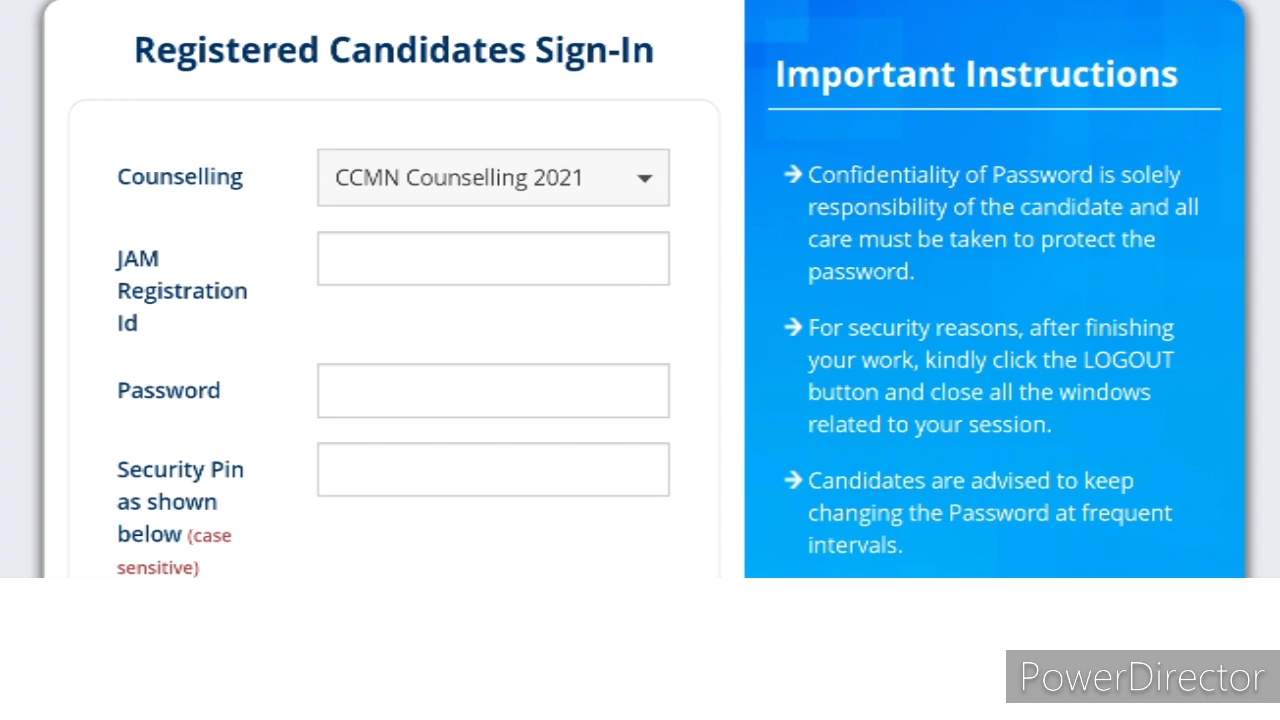 Registered Candidates Sign-In
Counselling
CCMN Counselling 2021
JAM
Registration
Id
Password
Security Pin
as shown
below (case
sensitive)
Important Instructions
→ Confidentiality of Password is solely
responsibility of the candidate and all
care must be taken to protect the
password.
→ For security reasons, after finishing
your work, kindly click the LOGOUT
button and close all the windows
related to your session.
→ Candidates are advised to keep
changing the Password at frequent
intervals.
PowerDirector